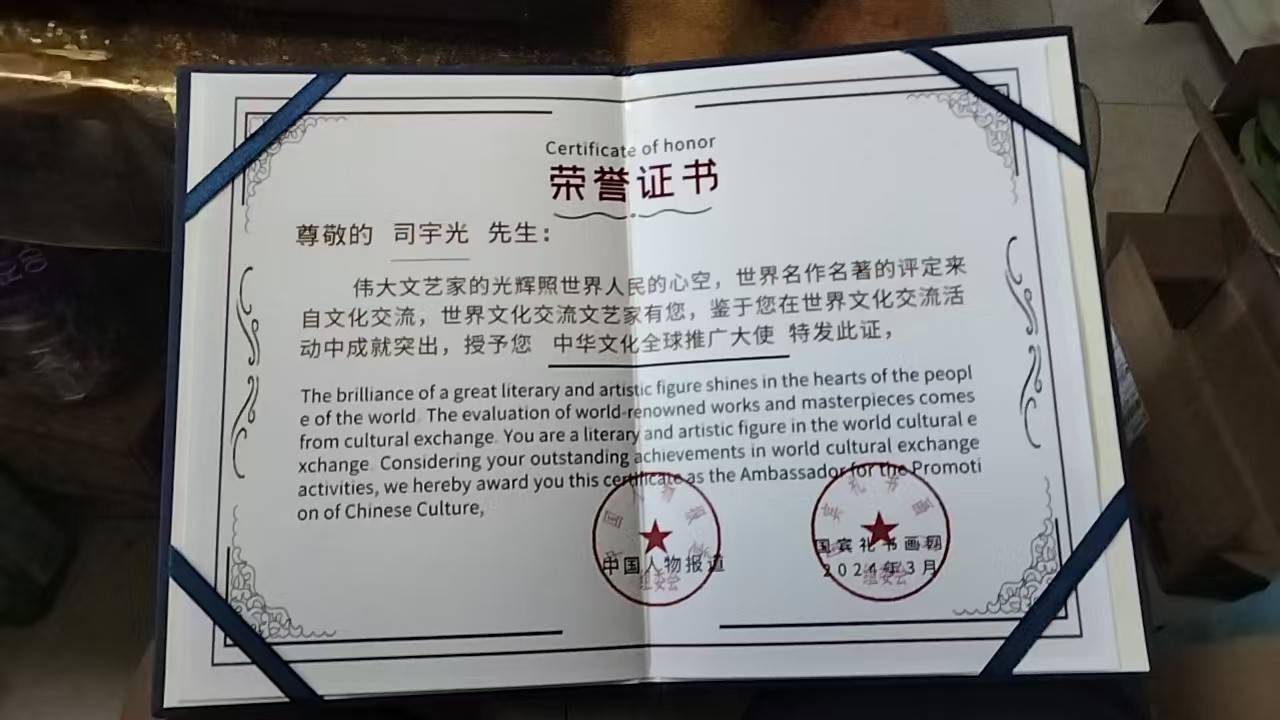 Certificate of honor
荣誉证书
尊敬的 司宇光 先生：
伟大文艺家的光辉照世界人民的心空，世界名作名著的评定来
自文化交流，世界文化交流文艺家有您，鉴于您在世界文化交流活
动中成就突出，授予您 中华文化全球推广大使 特发此证，
The brilliance of a great literary and artistic figure shines in the hearts of the peopl
e of the world. The evaluation of world-renowned works and masterpieces comes
from cultural exchange. You are a literary and artistic figure in the world cultural e
xchange. Considering your outstanding achievements in world cultural exchange
activities, we hereby award you this certificate as the Ambassador for the Promoti
on of Chinese Culture,
中国人物报道
组委会
国宾礼书画网
2024年3月
组委会